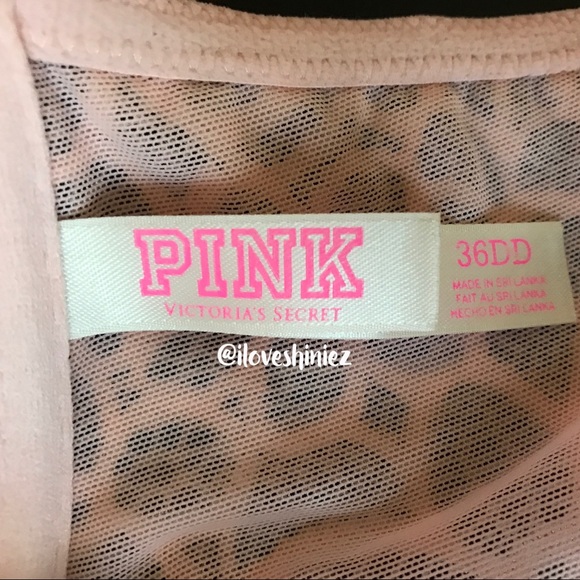 PINK
VICTORIA'S SECRET
36DD
MADE IN SRI LANKA
FAIT AU SRI LANKA
HECHO EN SRI LANKA
@iloveshiniez